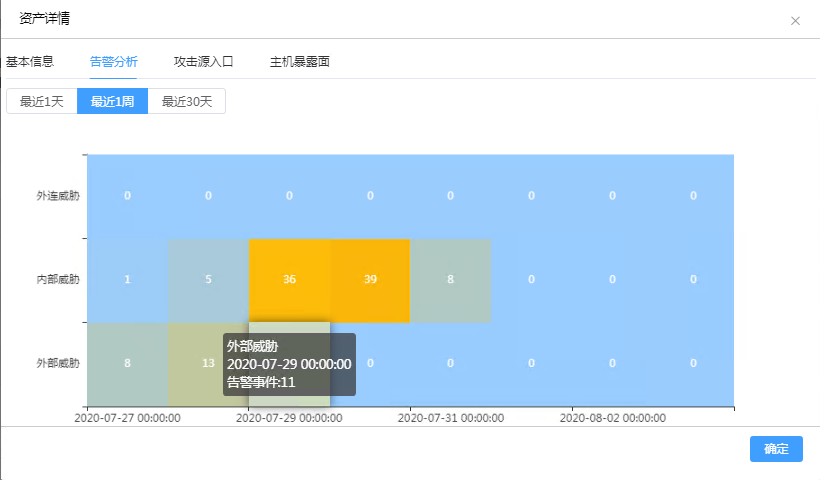 资产详情
×
基本信息 告警分析 攻击源入口 主机暴露面
最近1天 最近1周 最近30天
外连威胁 0 0 0 0 0 0 0 0
内部威胁 1 5 36 39 8 0 0 0
外部威胁 8 13 0 0 0 0 0
外部威胁
2020-07-29 00:00:00
告警事件:11
2020-07-27 00:00:00 2020-07-29 00:00:00 2020-07-31 00:00:00 2020-08-02 00:00:00
确定